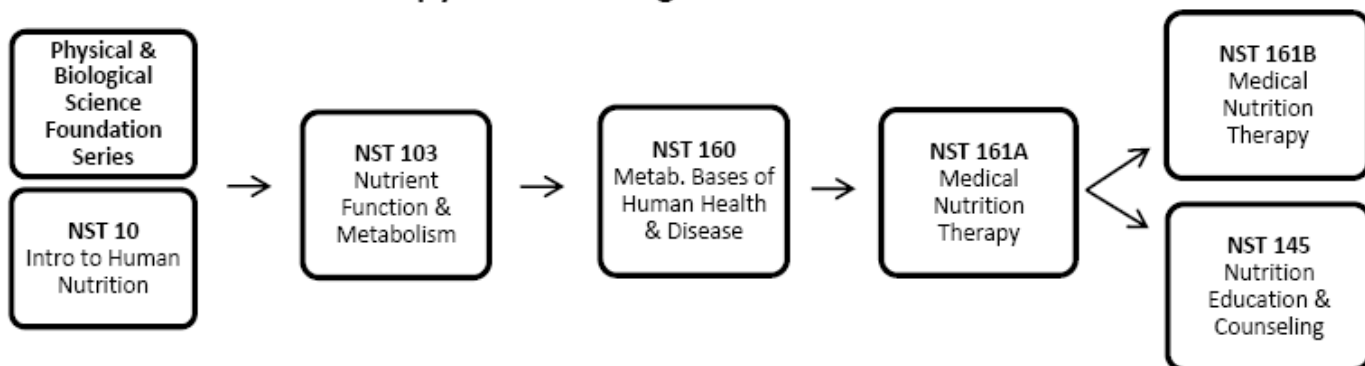 Physical &
Biological
Science
Foundation
Series
NST 10
Intro to Human
Nutrition
NST 103
Nutrient
Function &
Metabolism
NST 160
Metab. Bases of
Human Health
& Disease
NST 161A
Medical
Nutrition
Therapy
NST 161B
Medical
Nutrition
Therapy
NST 145
Nutrition
Education &
Counseling